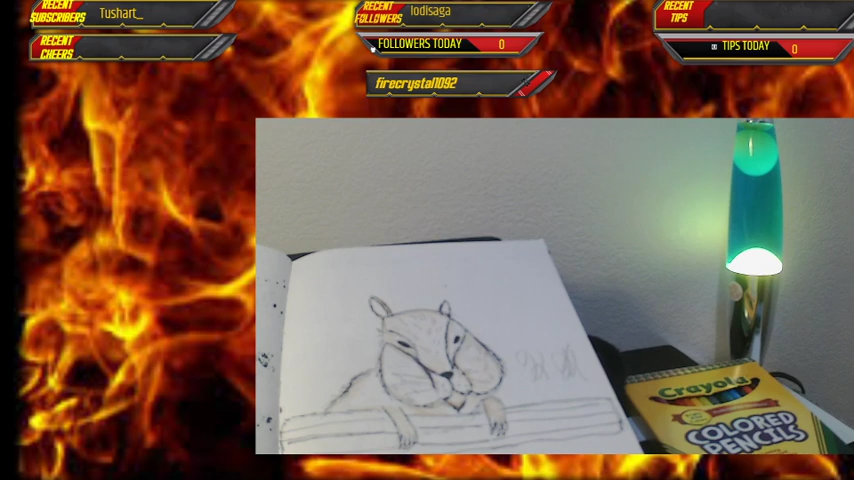 RECENT SUBSCRIBERS
Tushart_
RECENT CHEERS
RECENT FOLLOWERS
lodisaga
FOLLOWERS TODAY 0
RECENT TIPS
TIPS TODAY 0
firecrystal1092
Crayola
COLORED PENCILS